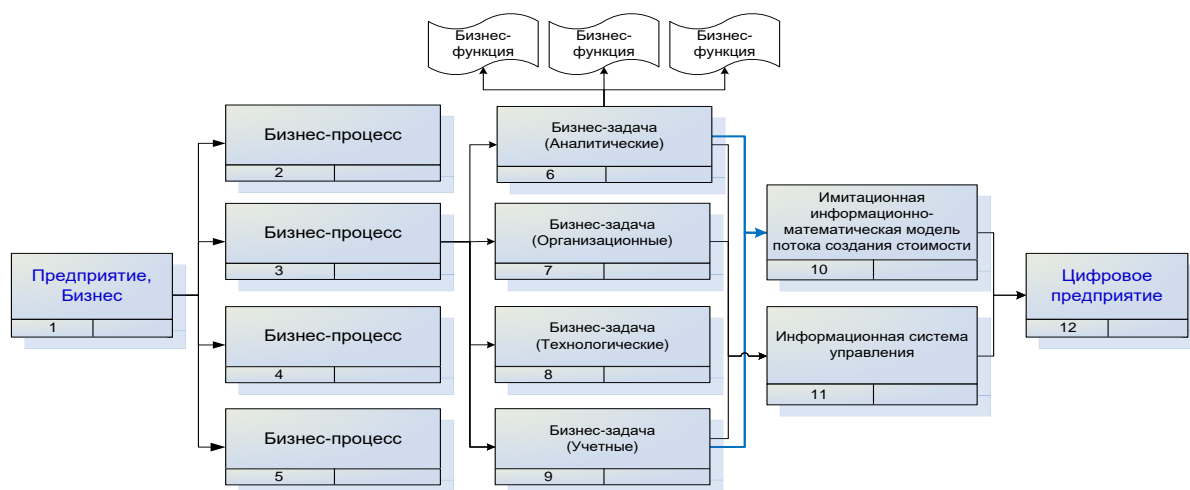 Бизнес-
функция
Бизнес-
функция
Бизнес-
функция
Предприятие,
Бизнес
1
Бизнес-процесс
2
Бизнес-процесс
3
Бизнес-процесс
4
Бизнес-процесс
5
Бизнес-задача
(Аналитические)
6
Бизнес-задача
(Организационные)
7
Бизнес-задача
(Технологические)
8
Бизнес-задача
(Учетные)
9
Имитационная
информационно-
математическая модель
потока создания стоимости
10
Информационная система
управления
11
Цифровое
предприятие
12